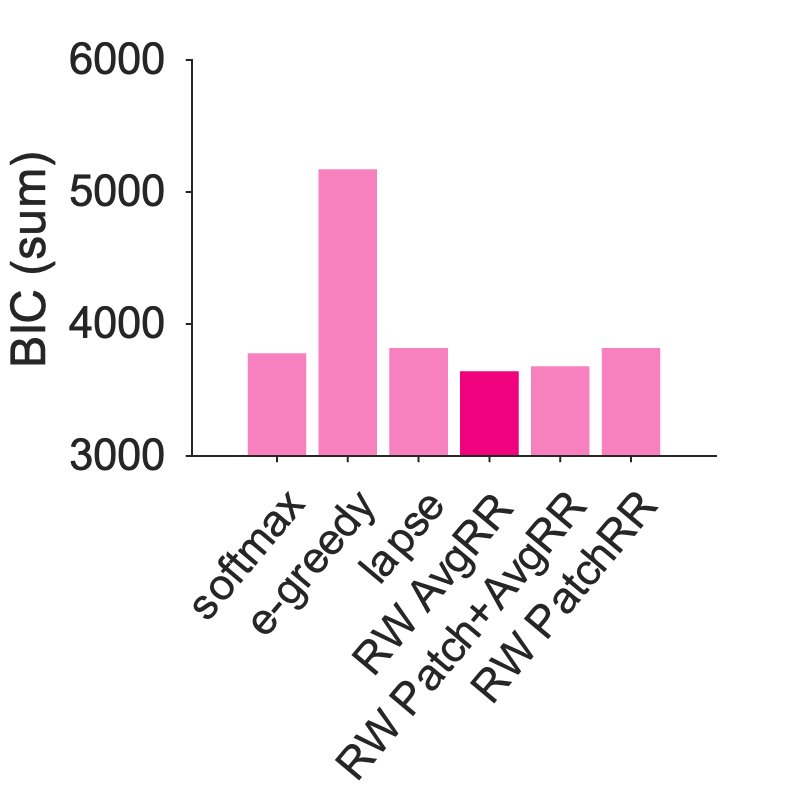 6000
5000
4000
3000
BIC (sum)
softmax
e-greedy
lapse
RW AvgRR
RW Patch+AvgRR
RW PatchRR